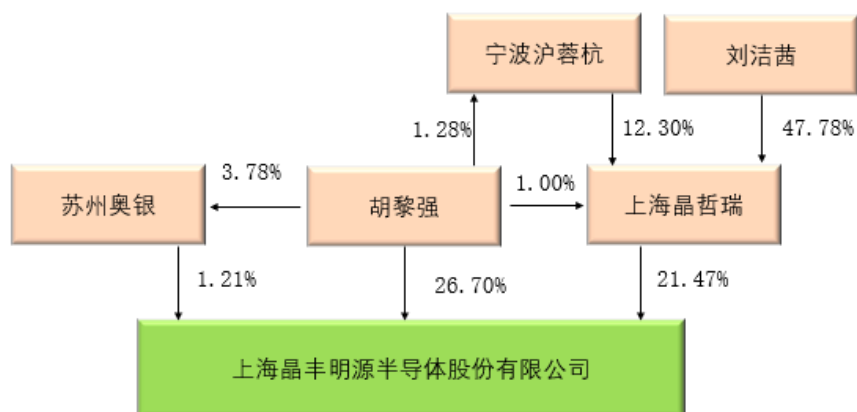 宁波沪蓉杭
刘洁茜
1.28%
12.30%
47.78%
3.78%
1.00%
苏州奥银
胡黎强
上海晶哲瑞
1.21%
26.70%
21.47%
上海晶丰明源半导体股份有限公司